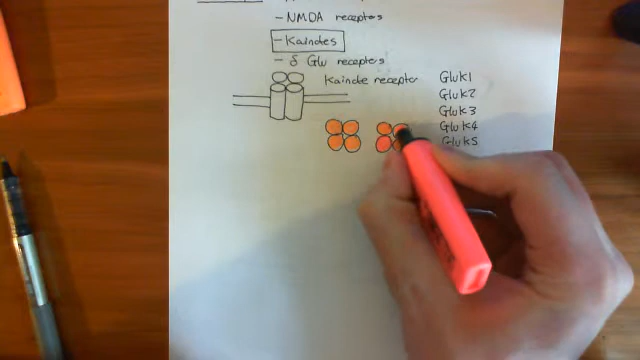 - NMDA receptors
- Kainates
- δ Glu receptors
Kainate receptor
GluK1
GluK2
GluK3
GluK4
GluK5